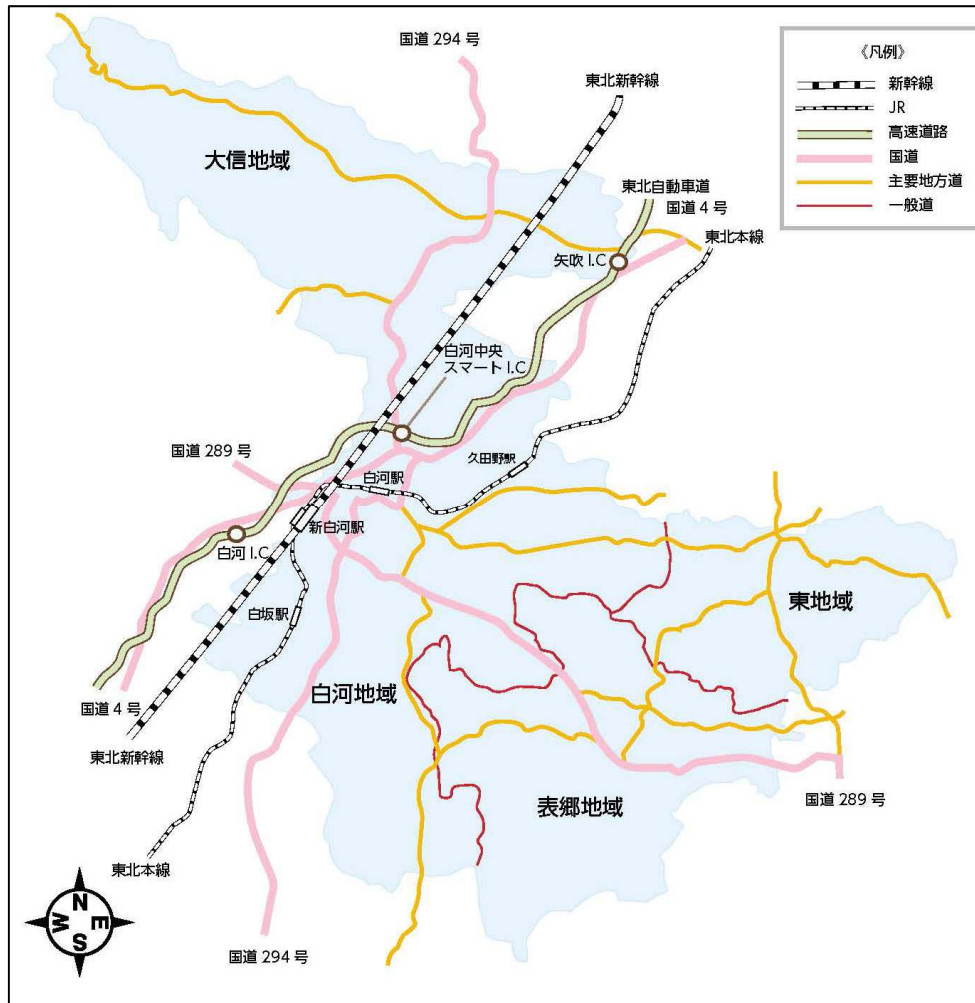 国道 294 号
東北新幹線
《凡例》
新幹線
JR
高速道路
国道
主要地方道
一般道
大信地域
東北自動車道
国道 4 号
東北本線
矢吹 I.C
白河中央
スマート I.C
国道 289 号
久田野駅
白河駅
新白河駅
白河 I.C
白坂駅
東地域
白河地域
国道 4 号
東北新幹線
国道 289 号
表郷地域
東北本線
N
W
E
S
国道 294 号